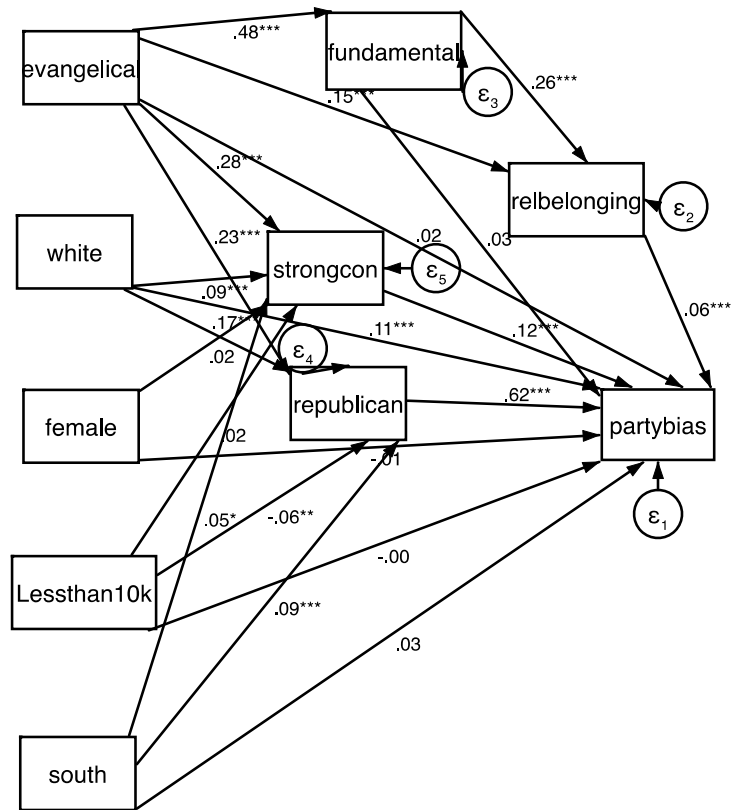 .48***
fundamental
evangelical
ε3
.26***
.15***
.28***
relbelonging
ε2
white
.23***
.02
.03
strongcon
ε5
.09***
.17**
.11***
.12***
.06***
.02
ε4
republican
.62***
female
partybias
.02
-.01
.05*
-.06**
ε1
Lessthan10k
-.00
.09***
.03
south